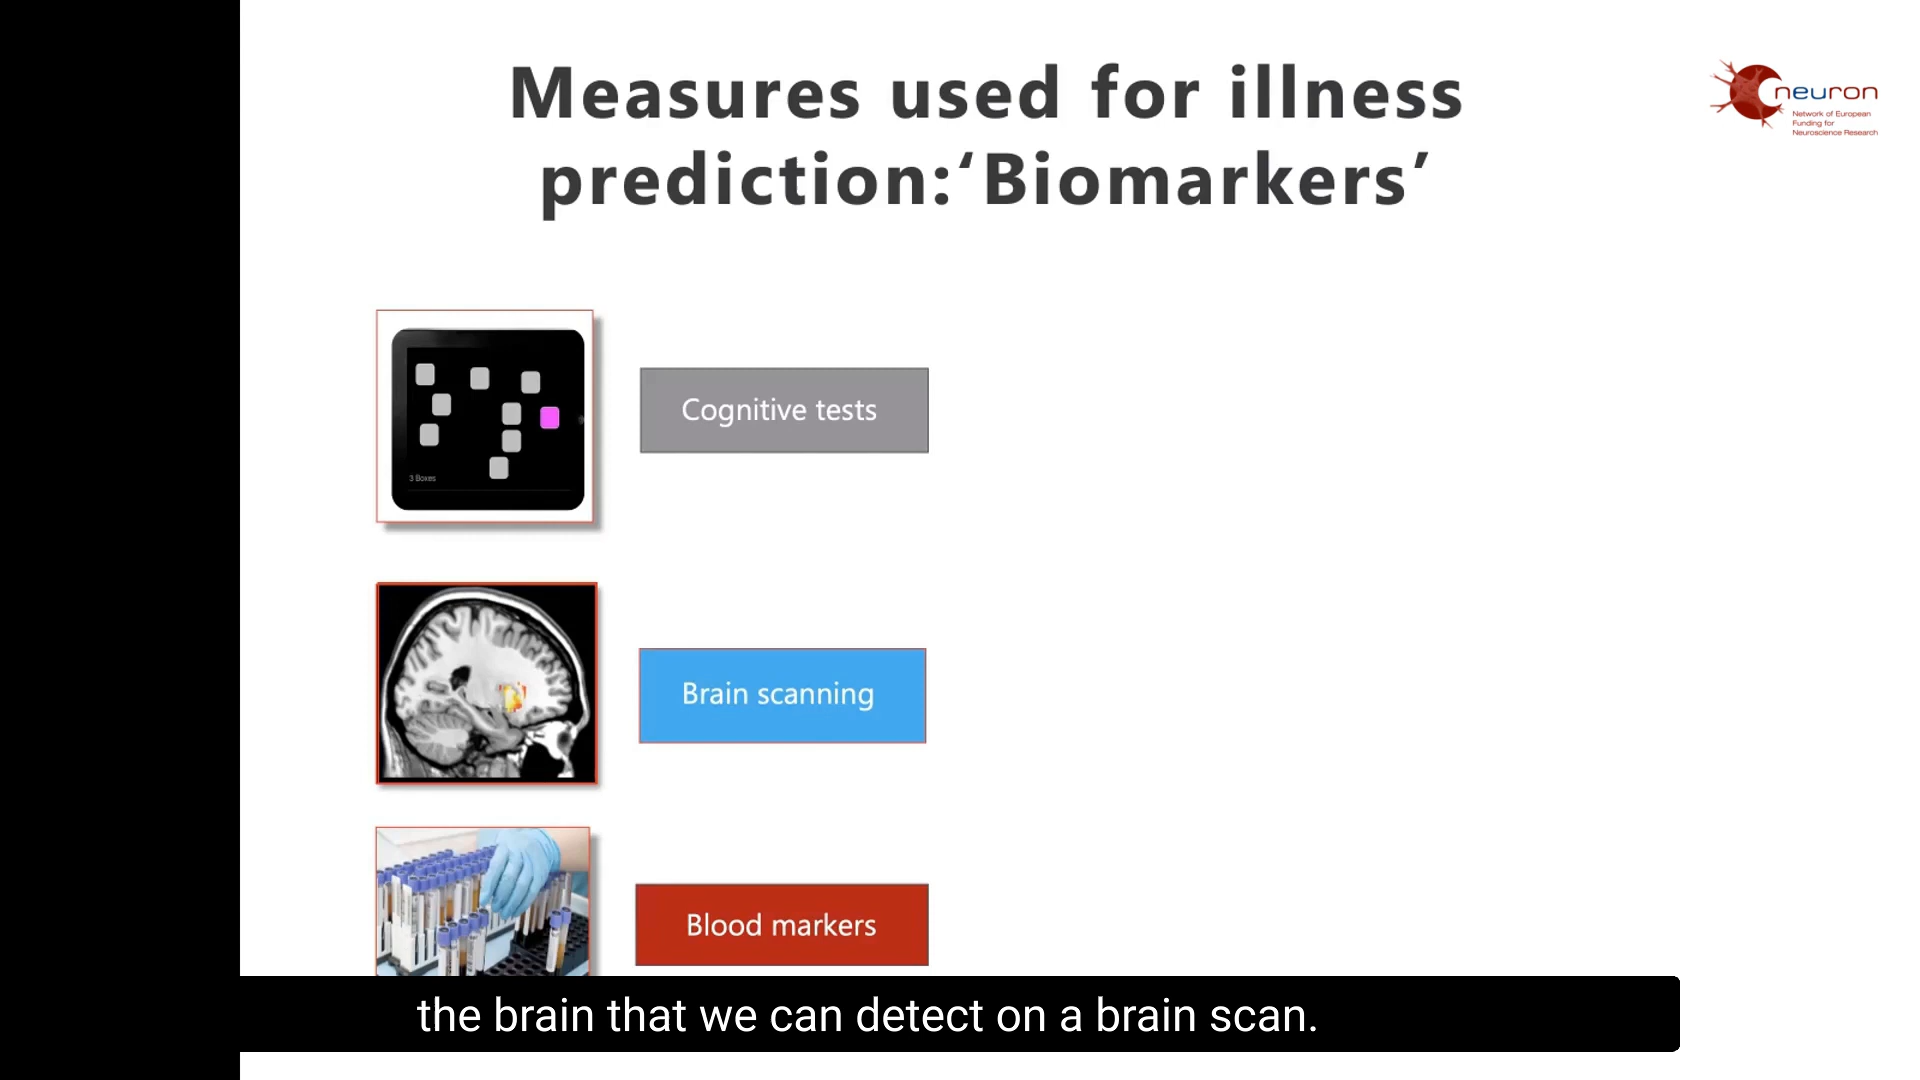 Measures used for illness
prediction:‘Biomarkers’
neuron
Network of European
Funding for
Neuroscience Research
3 Boxes
Cognitive tests
Brain scanning
Blood markers
the brain that we can detect on a brain scan.